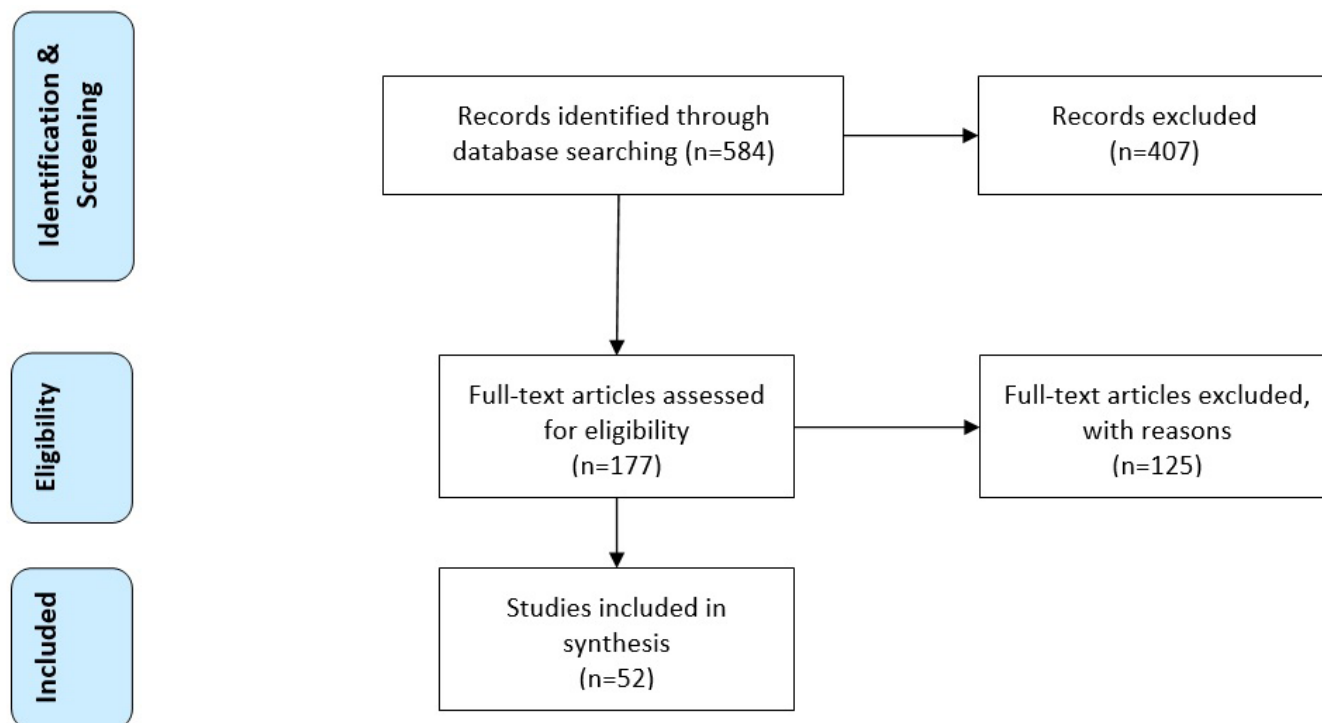 Identification &
Screening
Records identified through
database searching (n=584)
Records excluded
(n=407)
Eligibility
Full-text articles assessed
for eligibility
(n=177)
Full-text articles excluded,
with reasons
(n=125)
Included
Studies included in
synthesis
(n=52)